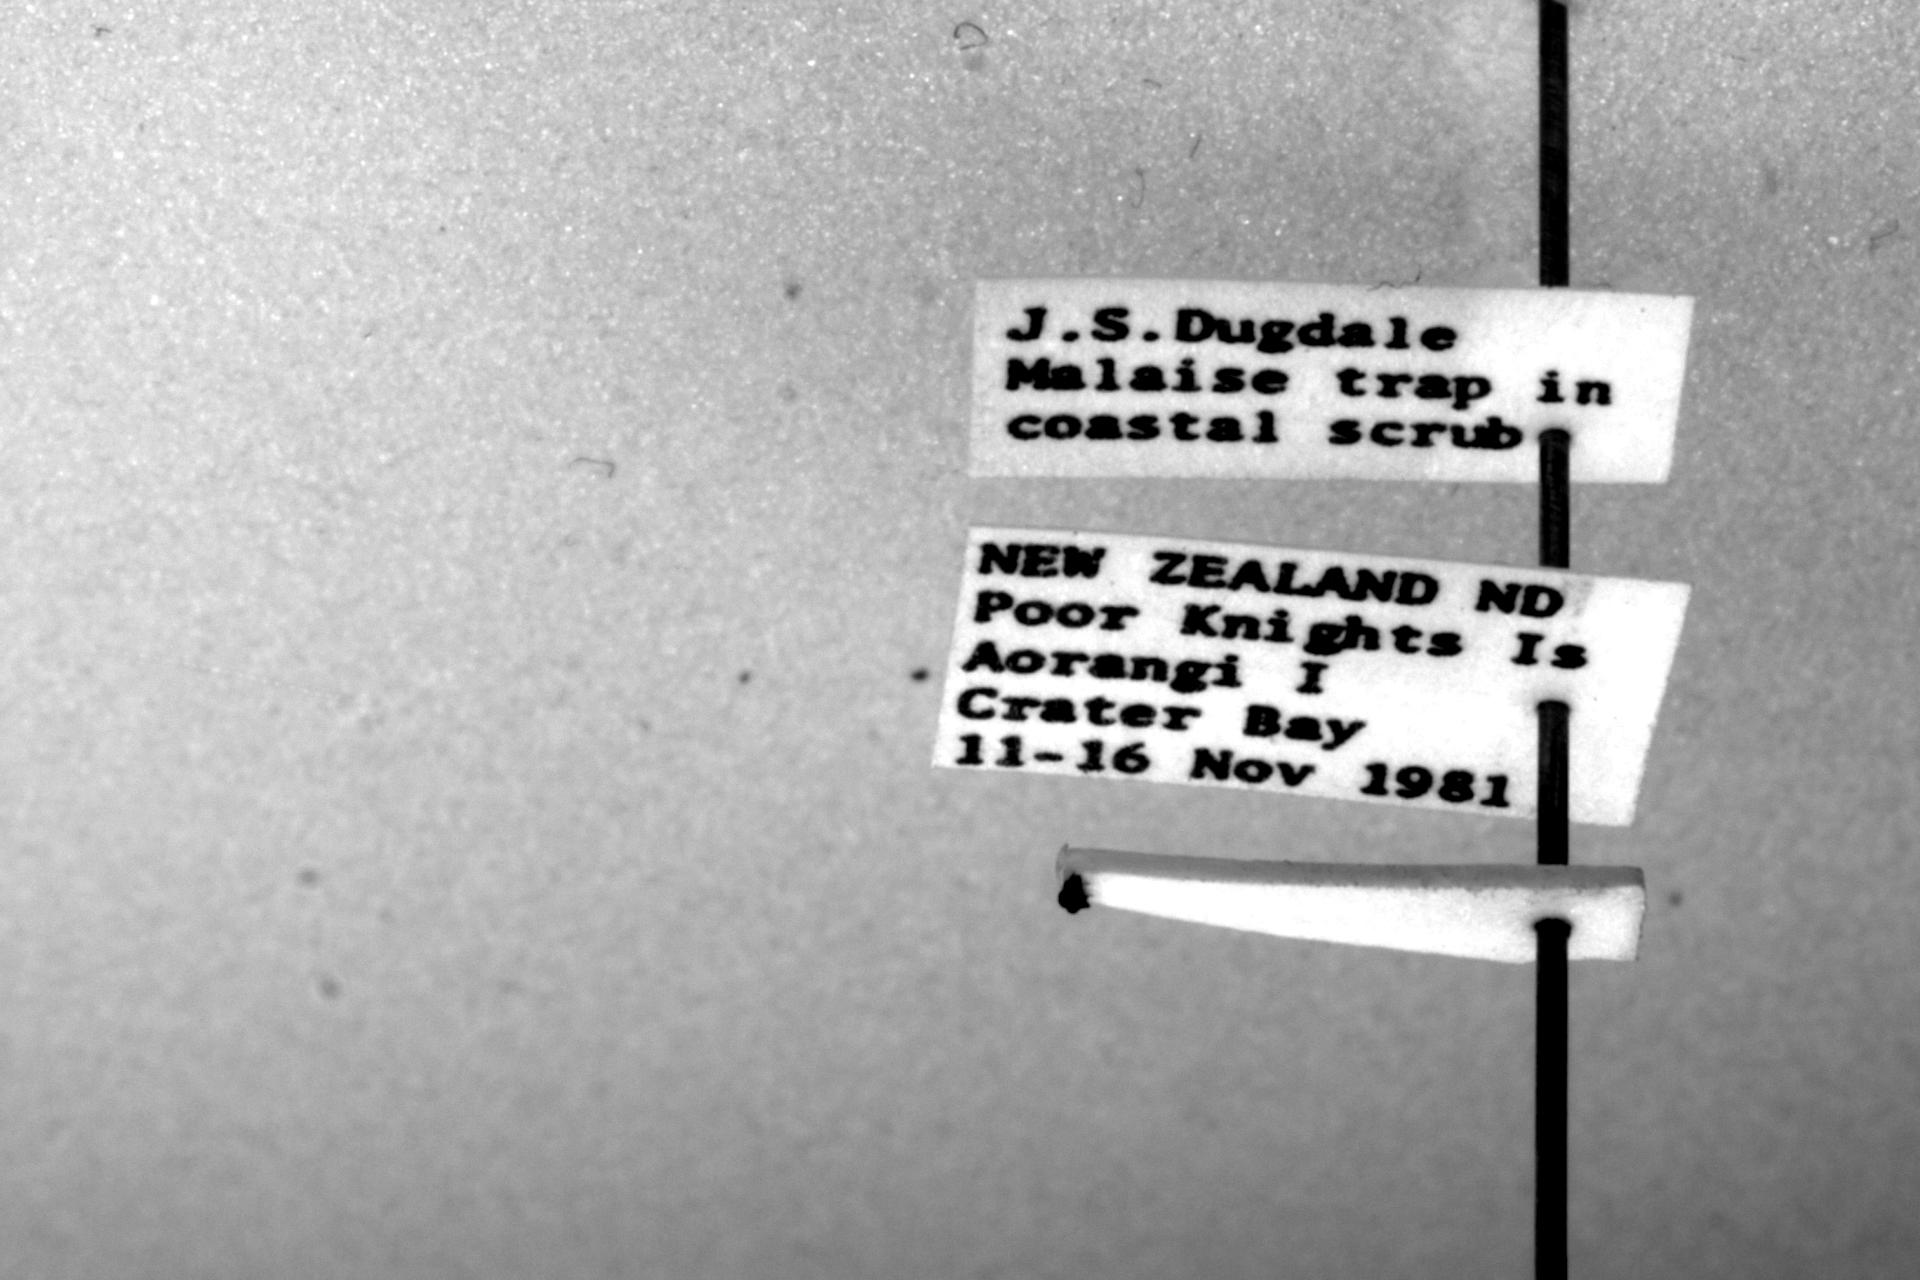 J.S.Dugdale
Malaise trap in
coastal scrub
NEW ZEALAND ND
Poor Knights Is
Aorangi I
Crater Bay
11-16 Nov 1981